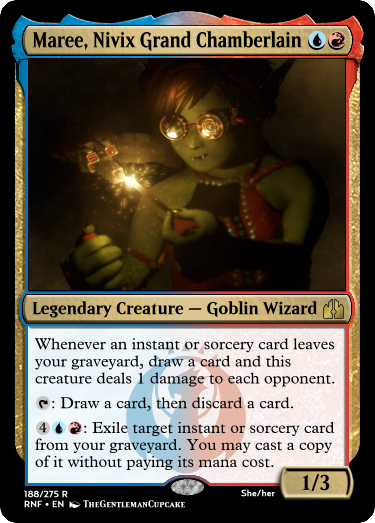 Maree, Nivix Grand Chamberlain
Legendary Creature — Goblin Wizard
Whenever an instant or sorcery card leaves
your graveyard, draw a card and this
creature deals 1 damage to each opponent.
: Draw a card, then discard a card.
4 : Exile target instant or sorcery card
from your graveyard. You may cast a copy
of it without paying its mana cost.
1/3
188/275 R She/her
RNF • EN TheGentlemanCupcake